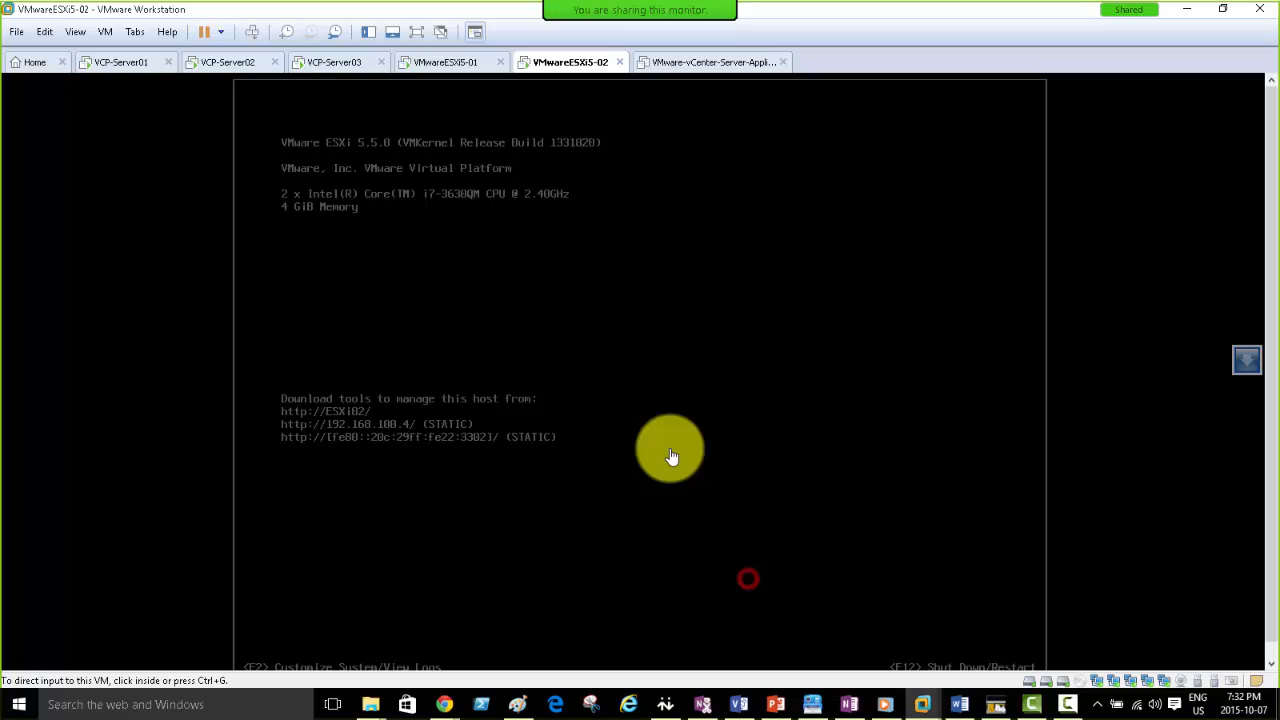 VMwareESXi5-02 - VMware Workstation
You are sharing this monitor.
Shared
File Edit View VM Tabs Help
Home
VCP-Server01
VCP-Server02
VCP-Server03
VMwareESXi5-01
VMwareESXi5-02
VMware-vCenter-Server-Appli...
VMware ESXi 5.5.0 (VMKernel Release Build 1331820)
VMware, Inc. VMware Virtual Platform
2 x Intel(R) Core(TM) i7-3630QM CPU @ 2.40GHz
4 GiB Memory
Download tools to manage this host from:
http://ESXi02/
http://192.168.100.4/ (STATIC)
http://[fe80::20c:29ff:fe22:3302]/ (STATIC)
<F2> Customize System/View Logs
<F12> Shut Down/Restart
To direct input to this VM, click inside or press Ctrl+G.
Search the web and Windows
ENG
US
7:32 PM
2015-10-07